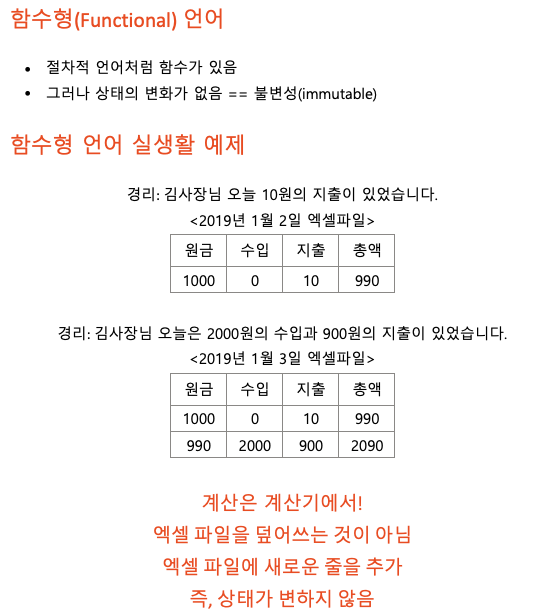 함수형(Functional) 언어
• 절차적 언어처럼 함수가 있음
• 그러나 상태의 변화가 없음 == 불변성(immutable)
함수형 언어 실생활 예제
경리: 김사장님 오늘 10원의 지출이 있었습니다.
<2019년 1월 2일 엑셀파일>
원금 수입 지출 총액
1000 0 10 990
경리: 김사장님 오늘은 2000원의 수입과 900원의 지출이 있었습니다.
<2019년 1월 3일 엑셀파일>
원금 수입 지출 총액
1000 0 10 990
990 2000 900 2090
계산은 계산기에서!
엑셀 파일을 덮어쓰는 것이 아님
엑셀 파일에 새로운 줄을 추가
즉, 상태가 변하지 않음